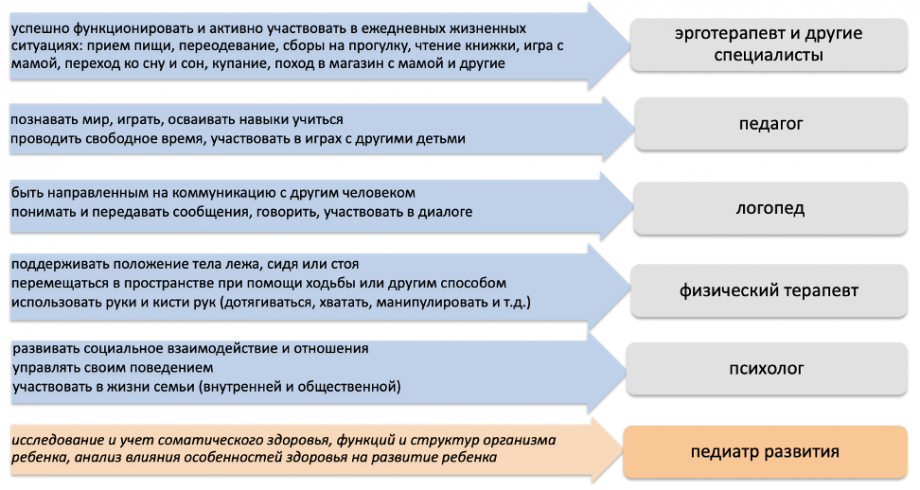 успешно функционировать и активно участвовать в ежедневных жизненных
ситуациях: прием пищи, переодевание, сборы на прогулку, чтение книжки, игра с
мамой, переход ко сну и сон, купание, поход в магазин с мамой и другие
эрготерапевт и другие
специалисты
познавать мир, играть, осваивать навыки учиться
проводить свободное время, участвовать в играх с другими детьми
педагог
быть направленным на коммуникацию с другим человеком
понимать и передавать сообщения, говорить, участвовать в диалоге
логопед
поддерживать положение тела лежа, сидя или стоя
перемещаться в пространстве при помощи ходьбы или другим способом
использовать руки и кисти рук (дотягиваться, хватать, манипулировать и т.д.)
физический терапевт
развивать социальное взаимодействие и отношения
управлять своим поведением
участвовать в жизни семьи (внутренней и общественной)
психолог
исследование и учет соматического здоровья, функций и структур организма
ребенка, анализ влияния особенностей здоровья на развитие ребенка
педиатр развития